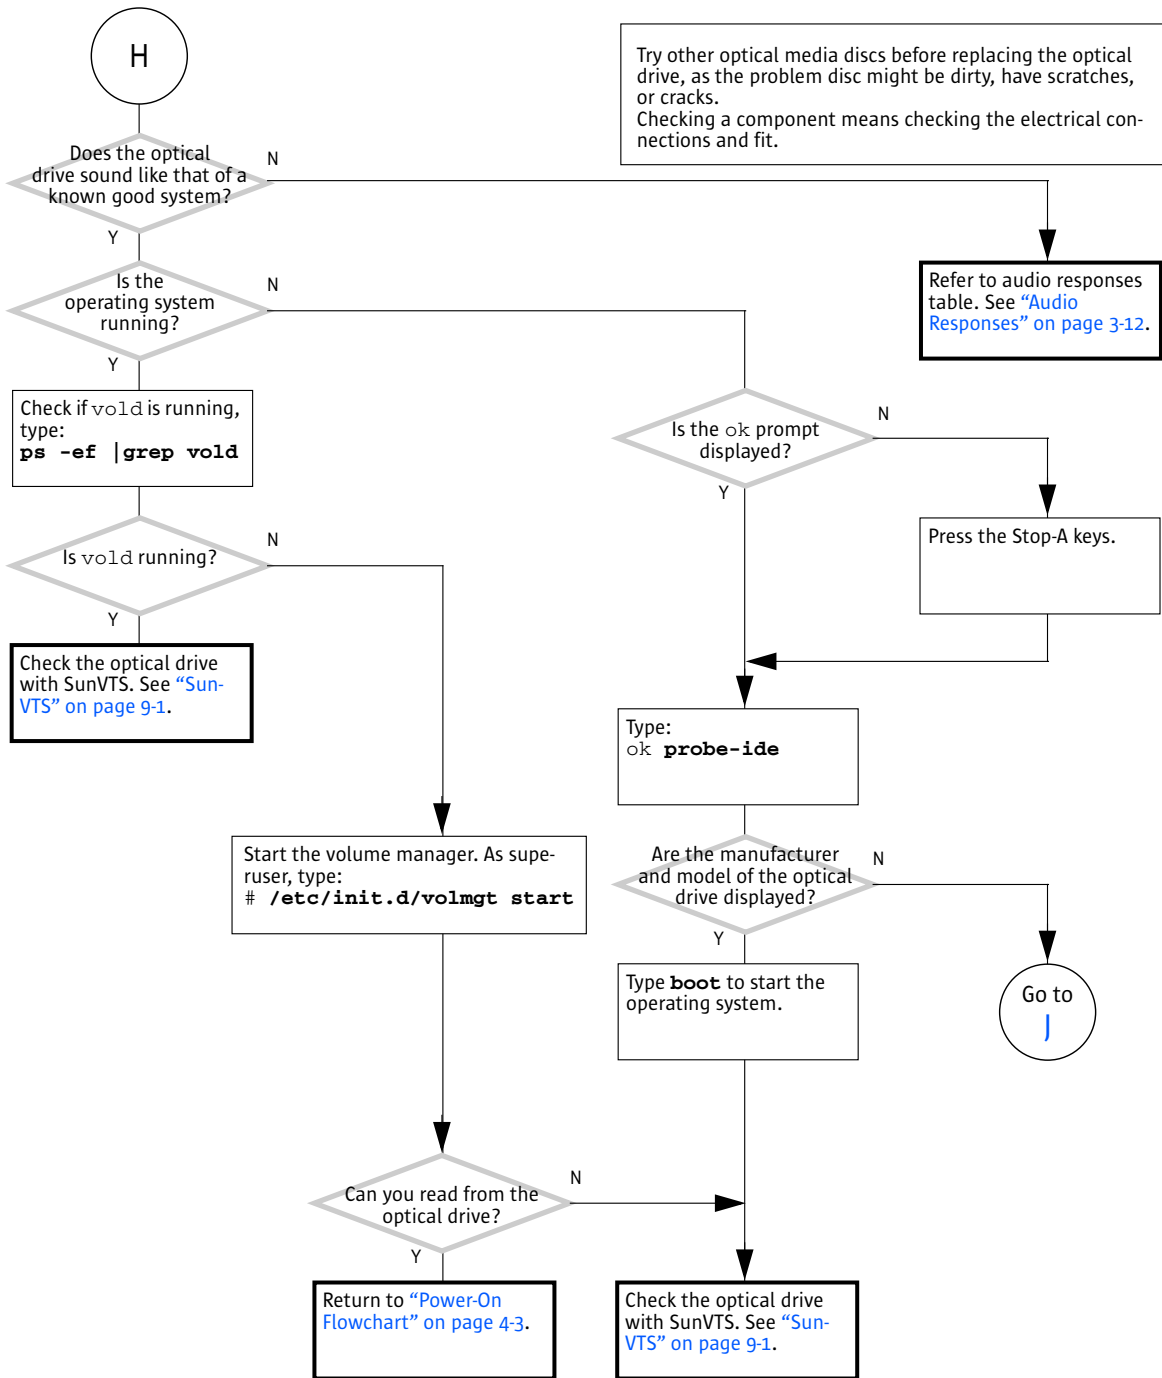 H
Try other optical media discs before replacing the optical
drive, as the problem disc might be dirty, have scratches,
or cracks.
Checking a component means checking the electrical con-
nections and fit.
Does the optical
drive sound like that of a
known good system?
N
Y
Refer to audio responses
table. See “Audio
Responses” on page 3-12.
Is the
operating system
running?
N
Y
Check if vold is running,
type:
ps -ef |grep vold
Is the ok prompt
displayed?
N
Y
Press the Stop-A keys.
Is vold running?
N
Y
Check the optical drive
with SunVTS. See “Sun-
VTS” on page 9-1.
Type:
ok probe-ide
Start the volume manager. As supe-
ruser, type:
# /etc/init.d/volmgt start
Are the manufacturer
and model of the optical
drive displayed?
N
Y
Type boot to start the
operating system.
Go to
J
Can you read from the
optical drive?
N
Y
Return to “Power-On
Flowchart” on page 4-3.
Check the optical drive
with SunVTS. See “Sun-
VTS” on page 9-1.